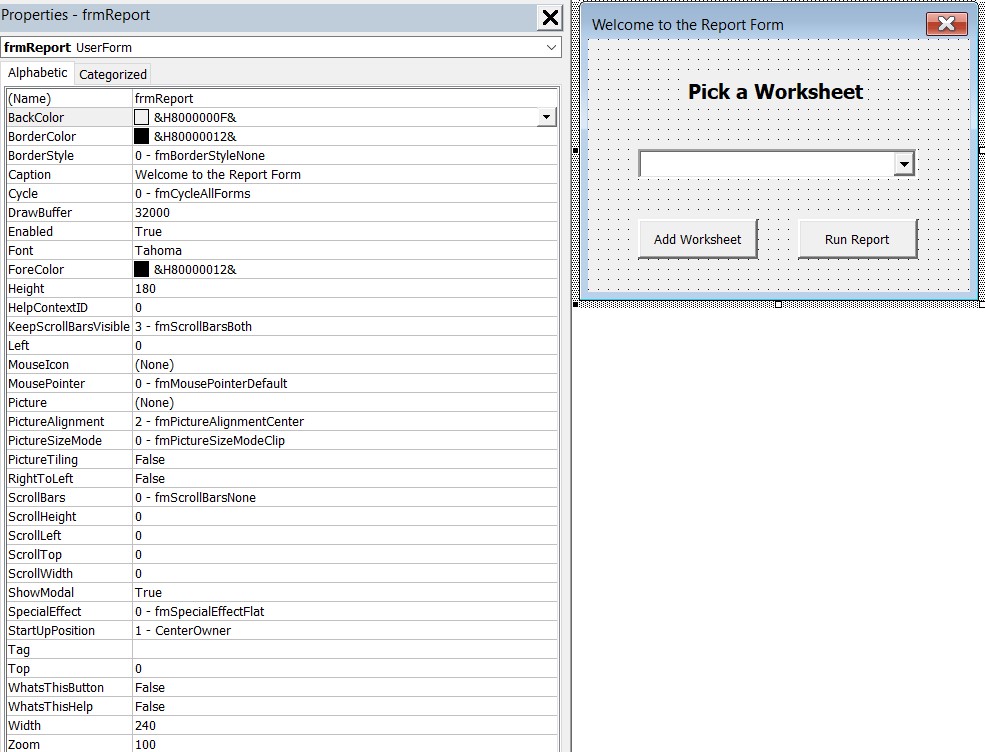 Properties - frmReport
frmReport UserForm
Alphabetic Categorized
(Name) frmReport
BackColor &H8000000F&
BorderColor &H80000012&
BorderStyle 0 - fmBorderStyleNone
Caption Welcome to the Report Form
Cycle 0 - fmCycleAllForms
DrawBuffer 32000
Enabled True
Font Tahoma
ForeColor &H80000012&
Height 180
HelpContextID 0
KeepScrollBarsVisible 3 - fmScrollBarsBoth
Left 0
MouseIcon (None)
MousePointer 0 - fmMousePointerDefault
Picture (None)
PictureAlignment 2 - fmPictureAlignmentCenter
PictureSizeMode 0 - fmPictureSizeModeClip
PictureTiling False
RightToLeft False
ScrollBars 0 - fmScrollBarsNone
ScrollHeight 0
ScrollLeft 0
ScrollTop 0
ScrollWidth 0
ShowModal True
SpecialEffect 0 - fmSpecialEffectFlat
StartUpPosition 1 - CenterOwner
Tag
Top 0
WhatsThisButton False
WhatsThisHelp False
Width 240
Zoom 100
Welcome to the Report Form
Pick a Worksheet
Add Worksheet Run Report